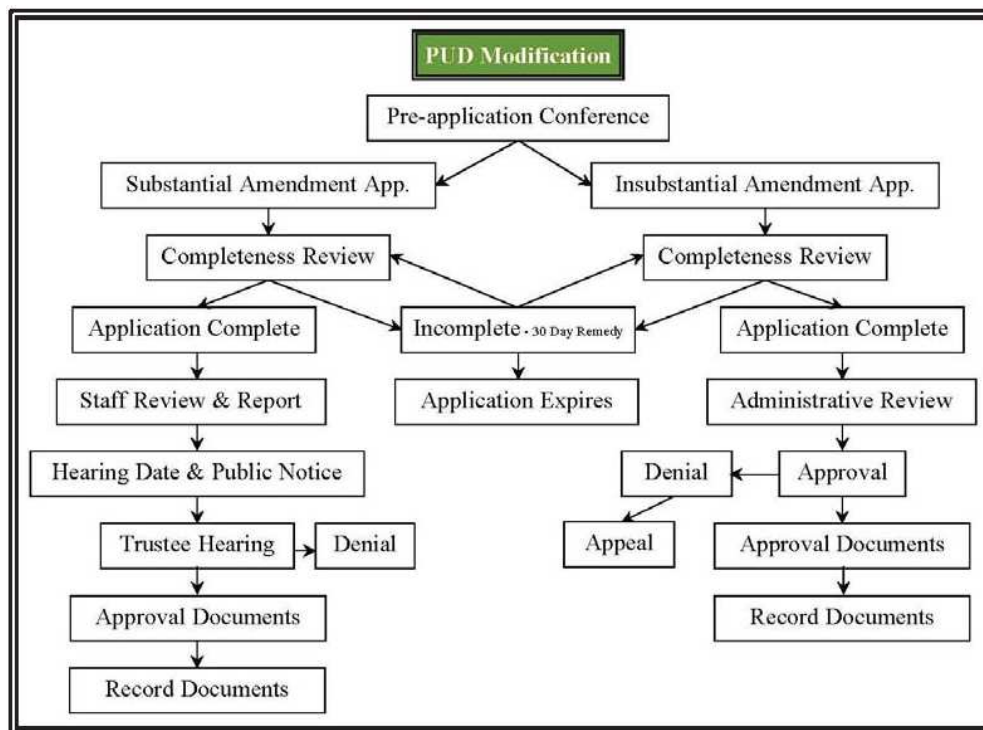 PUD Modification
Pre-application Conference
Substantial Amendment App.
Insubstantial Amendment App.
Completeness Review
Completeness Review
Application Complete
Incomplete - 30 Day Remedy
Application Complete
Staff Review & Report
Application Expires
Administrative Review
Hearing Date & Public Notice
Denial
Approval
Trustee Hearing
Denial
Appeal
Approval Documents
Approval Documents
Record Documents
Record Documents